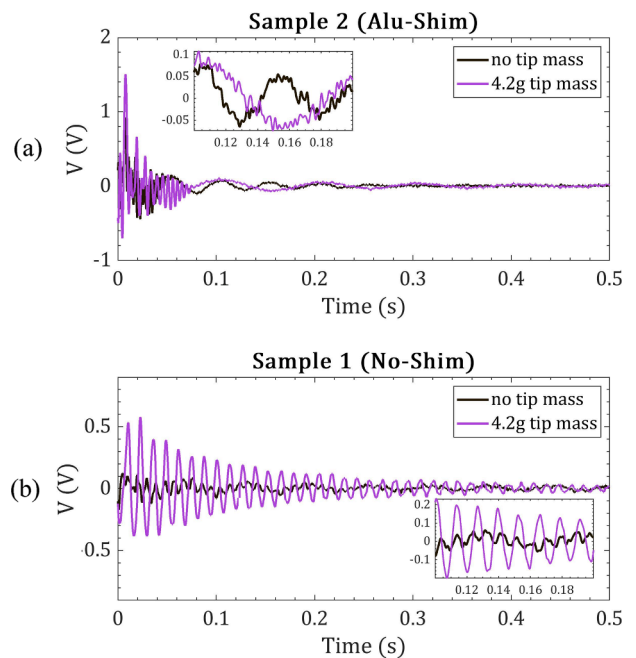 Sample 2 (Alu-Shim)
2
1
0
-1
V (V)
(a)
no tip mass
4.2g tip mass
0.1
0.05
0
-0.05
0.12 0.14 0.16 0.18
0 0.1 0.2 0.3 0.4 0.5
Time (s)
Sample 1 (No-Shim)
0.5
0
-0.5
V (V)
(b)
no tip mass
4.2g tip mass
0.2
0.1
0
-0.1
0.12 0.14 0.16 0.18
0 0.1 0.2 0.3 0.4 0.5
Time (s)